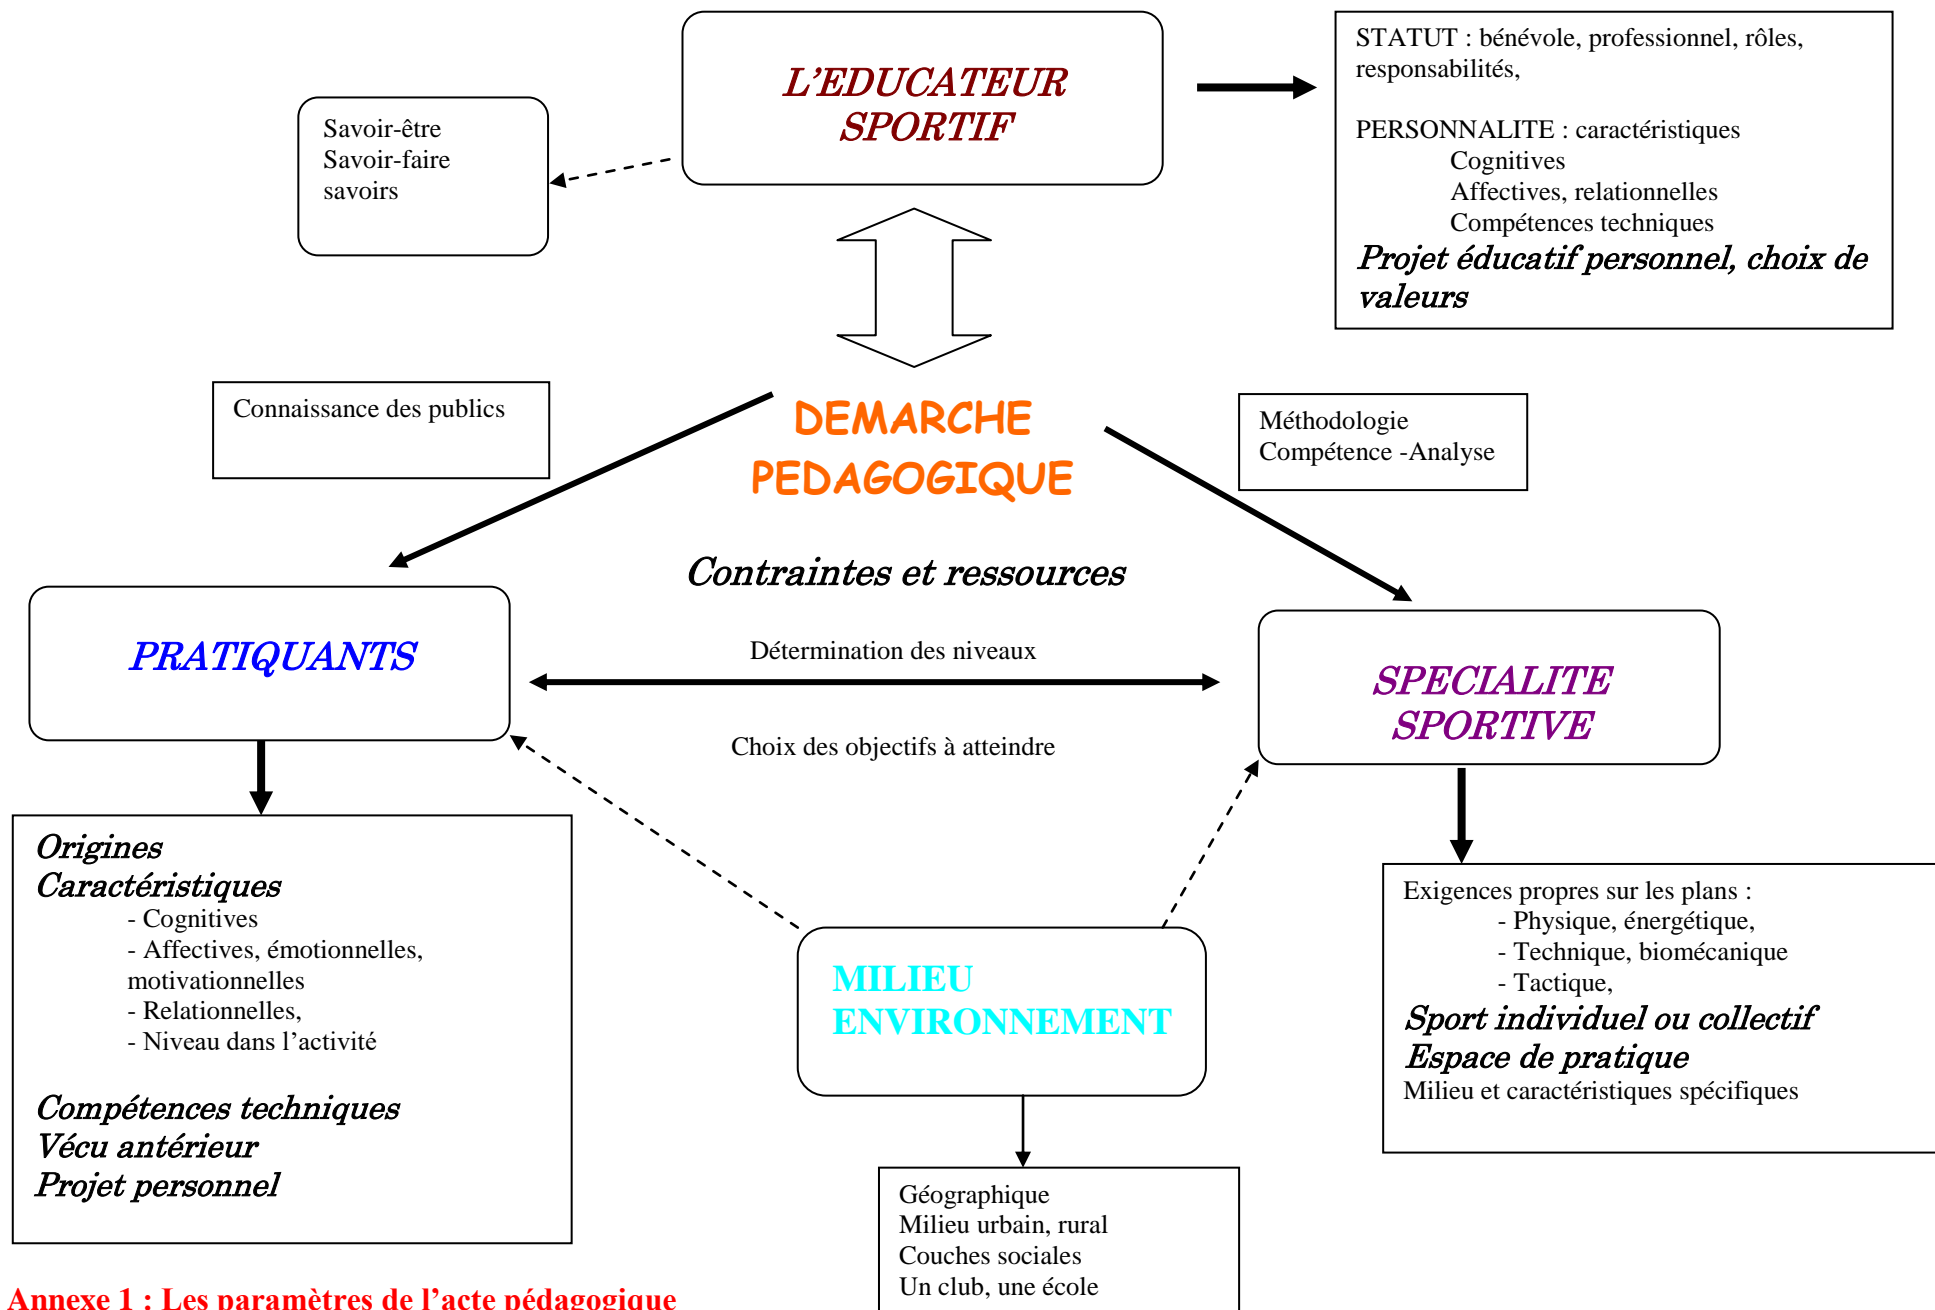 L'EDUCATEUR
SPORTIF
STATUT : bénévole, professionnel, rôles,
responsabilités,
PERSONNALITE : caractéristiques
Cognitives
Affectives, relationnelles
Compétences techniques
Projet éducatif personnel, choix de
valeurs
Savoir-être
Savoir-faire
savoirs
Connaissance des publics
DEMARCHE
PEDAGOGIQUE
Méthodologie
Compétence -Analyse
Contraintes et ressources
PRATIQUANTS
Détermination des niveaux
Choix des objectifs à atteindre
SPECIALITE
SPORTIVE
Origines
Caractéristiques
- Cognitives
- Affectives, émotionnelles,
motivationnelles
- Relationnelles,
- Niveau dans l'activité
Compétences techniques
Vécu antérieur
Projet personnel
MILIEU
ENVIRONNEMENT
Exigences propres sur les plans :
- Physique, énergétique,
- Technique, biomécanique
- Tactique,
Sport individuel ou collectif
Espace de pratique
Milieu et caractéristiques spécifiques
Géographique
Milieu urbain, rural
Couches sociales
Un club, une école
Annexe 1 : Les paramètres de l'acte pédagogique